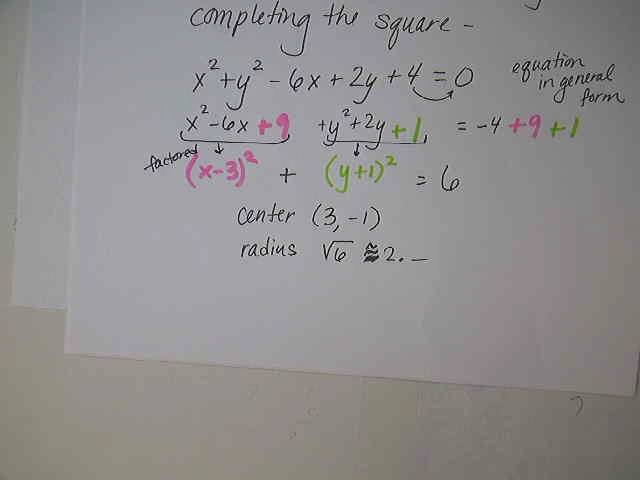 completing the square -
x² + y² - 6x + 2y + 4 = 0
equation in general form
x² - 6x + 9 + y² + 2y + 1 = -4 + 9 + 1
factored
(x-3)² + (y+1)² = 6
center (3, -1)
radius √6 ≈ 2. _